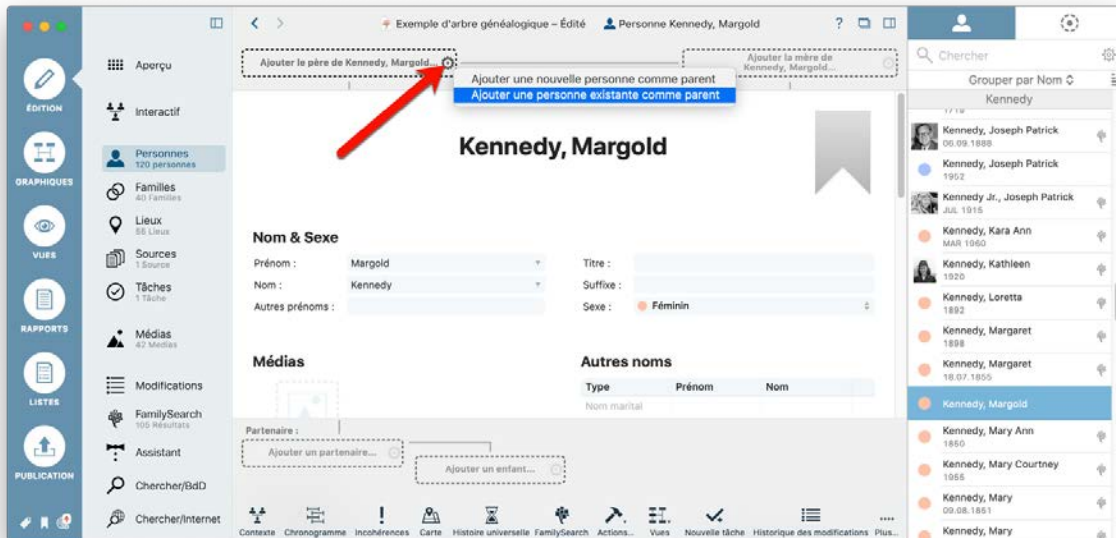 Exemple d'arbre généalogique – Édité
Personne Kennedy, Margold
?
Ajouter le père de Kennedy, Margold...
Ajouter la mère de
Kennedy, Margold...
Ajouter une nouvelle personne comme parent
Ajouter une personne existante comme parent
ÉDITION
GRAPHIQUES
VUES
RAPPORTS
LISTES
PUBLICATION
Aperçu
Interactif
Personnes
120 personnes
Familles
40 Familles
Lieux
55 Lieux
Sources
1 Source
Tâches
1 Tâche
Médias
42 Medias
Modifications
FamilySearch
105 Résultats
Assistant
Chercher/BdD
Chercher/Internet
Kennedy, Margold
Nom & Sexe
Prénom : Margold
Nom : Kennedy
Autres prénoms :
Titre :
Suffixe :
Sexe : Féminin
Médias
Autres noms
Type Prénom Nom
Nom marital
Partenaire :
Ajouter un partenaire...
Ajouter un enfant...
Contexte Chronogramme Incohérences Carte Histoire universelle FamilySearch Actions... Vues Nouvelle tâche Historique des modifications Plus...
Chercher
Grouper par Nom
Kennedy
Kennedy, Joseph Patrick
06.09.1888
Kennedy, Joseph Patrick
1952
Kennedy Jr., Joseph Patrick
JUL 1915
Kennedy, Kara Ann
MAR 1960
Kennedy, Kathleen
1920
Kennedy, Loretta
1892
Kennedy, Margaret
1898
Kennedy, Margaret
18.07.1855
Kennedy, Margold
Kennedy, Mary Ann
1850
Kennedy, Mary Courtney
1956
Kennedy, Mary
09.08.1851
Kennedy, Mary